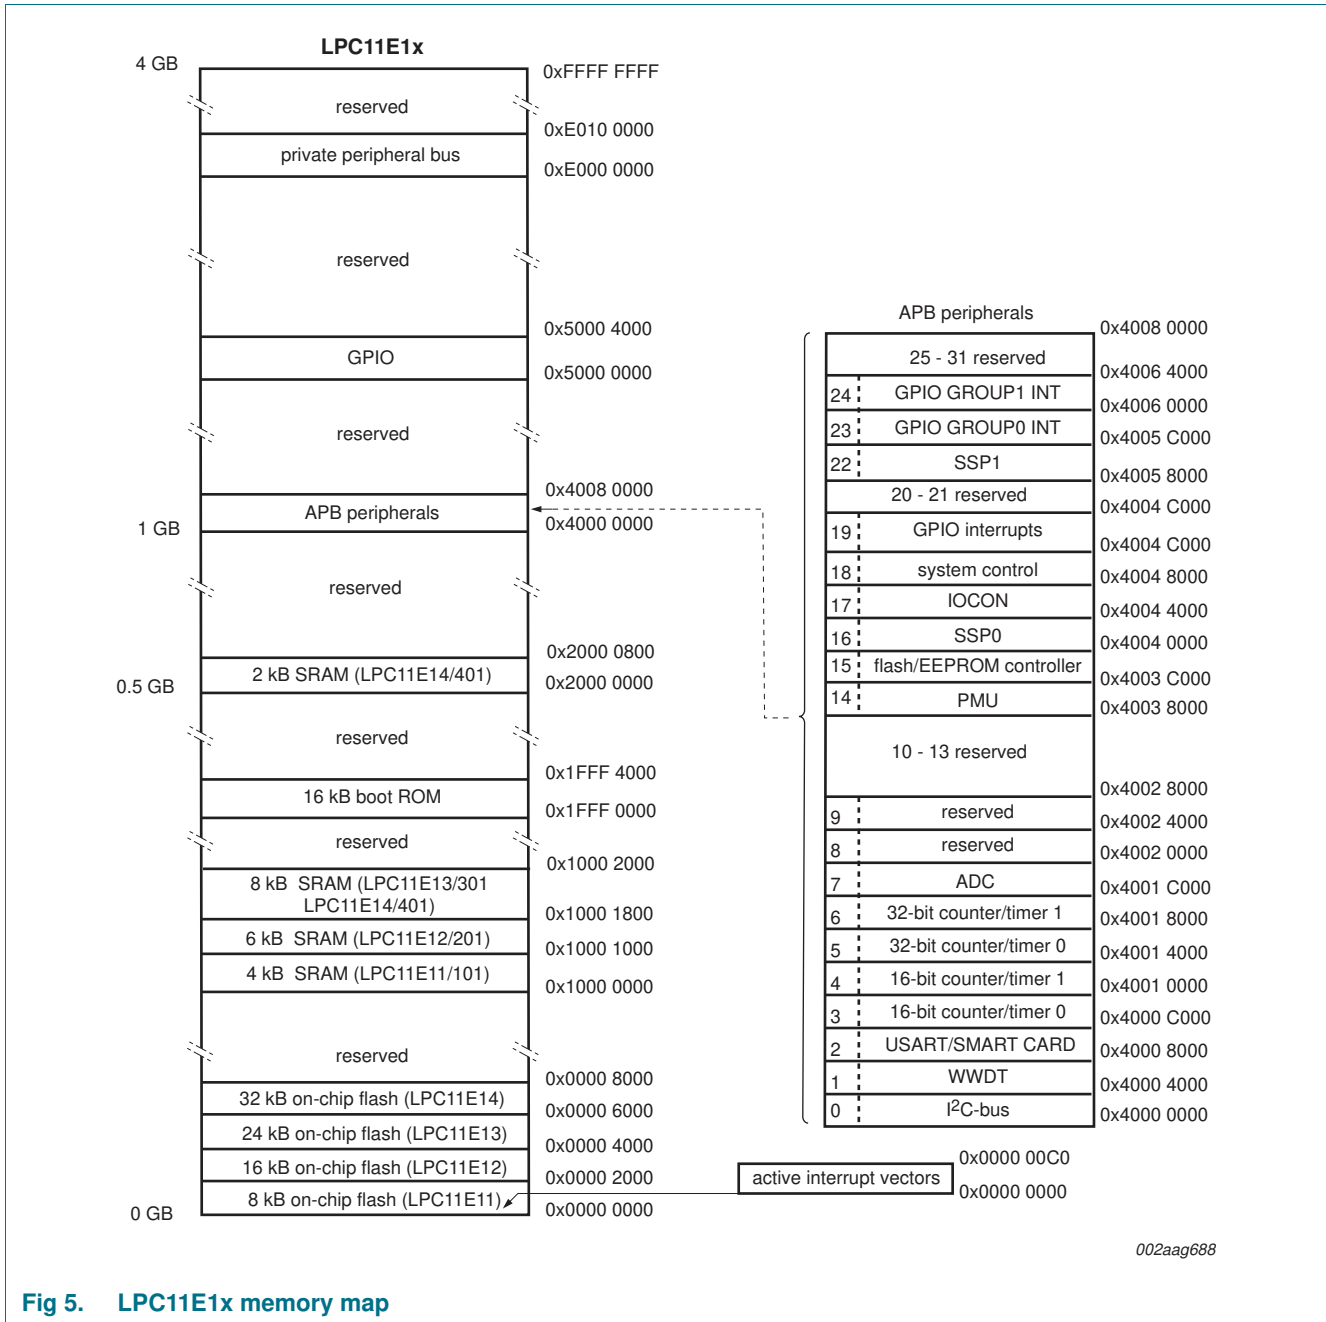 LPC11E1x
4 GB
0xFFFF FFFF
reserved
0xE010 0000
private peripheral bus
0xE000 0000
reserved
0x5000 4000
GPIO
0x5000 0000
reserved
0x4008 0000
APB peripherals
1 GB
0x4000 0000
reserved
0x2000 0800
2 kB SRAM (LPC11E14/401)
0.5 GB
0x2000 0000
reserved
0x1FFF 4000
16 kB boot ROM
0x1FFF 0000
reserved
0x1000 2000
8 kB SRAM (LPC11E13/301
LPC11E14/401)
0x1000 1800
6 kB SRAM (LPC11E12/201)
0x1000 1000
4 kB SRAM (LPC11E11/101)
0x1000 0000
reserved
0x0000 8000
32 kB on-chip flash (LPC11E14)
0x0000 6000
24 kB on-chip flash (LPC11E13)
0x0000 4000
16 kB on-chip flash (LPC11E12)
0x0000 2000
8 kB on-chip flash (LPC11E11)
0 GB
0x0000 0000
APB peripherals
0x4008 0000
25 - 31 reserved
0x4006 4000
24 GPIO GROUP1 INT
0x4006 0000
23 GPIO GROUP0 INT
0x4005 C000
22 SSP1
0x4005 8000
20 - 21 reserved
0x4004 C000
19 GPIO interrupts
0x4004 C000
18 system control
0x4004 8000
17 IOCON
0x4004 4000
16 SSP0
0x4004 0000
15 flash/EEPROM controller
0x4003 C000
14 PMU
0x4003 8000
10 - 13 reserved
0x4002 8000
9 reserved
0x4002 4000
8 reserved
0x4002 0000
7 ADC
0x4001 C000
6 32-bit counter/timer 1
0x4001 8000
5 32-bit counter/timer 0
0x4001 4000
4 16-bit counter/timer 1
0x4001 0000
3 16-bit counter/timer 0
0x4000 C000
2 USART/SMART CARD
0x4000 8000
1 WWDT
0x4000 4000
0 I2C-bus
0x4000 0000
0x0000 00C0
active interrupt vectors
0x0000 0000
002aag688
Fig 5. LPC11E1x memory map